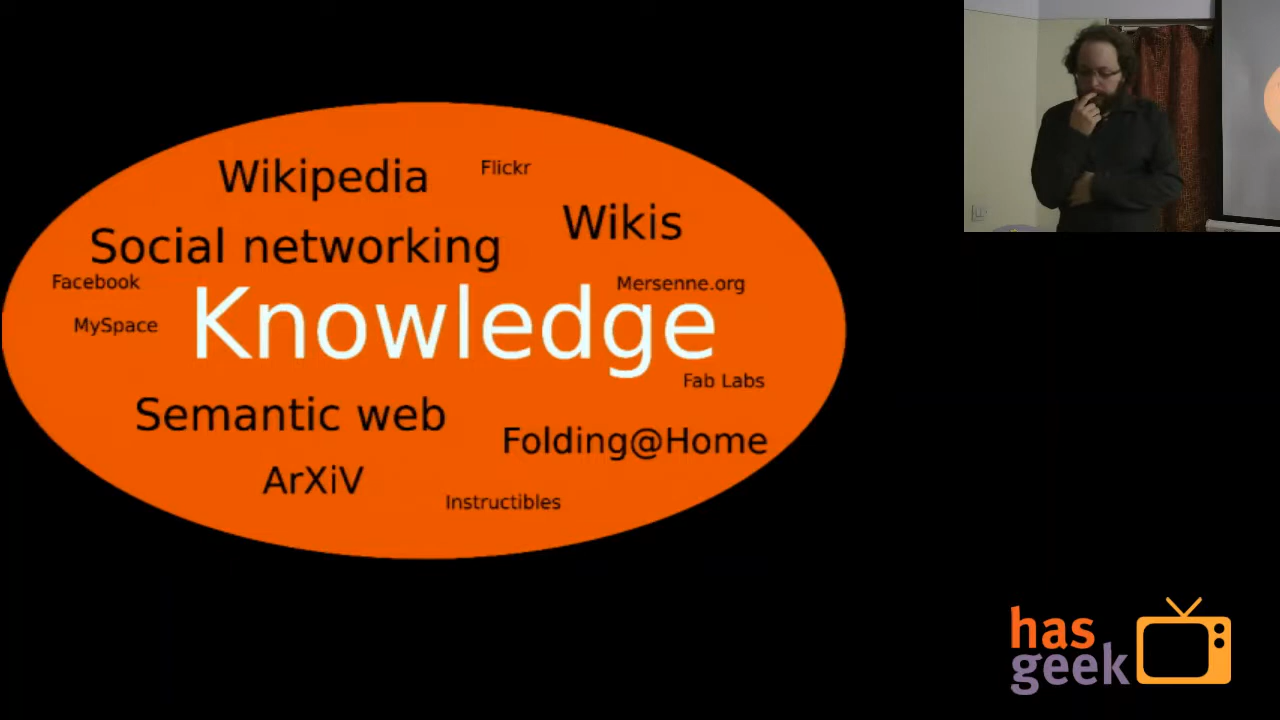 Wikipedia
Flickr
Wikis
Social networking
Facebook
Mersenne.org
Knowledge
MySpace
Fab Labs
Semantic web
Folding@Home
ArXiV
Instructibles
has
geek